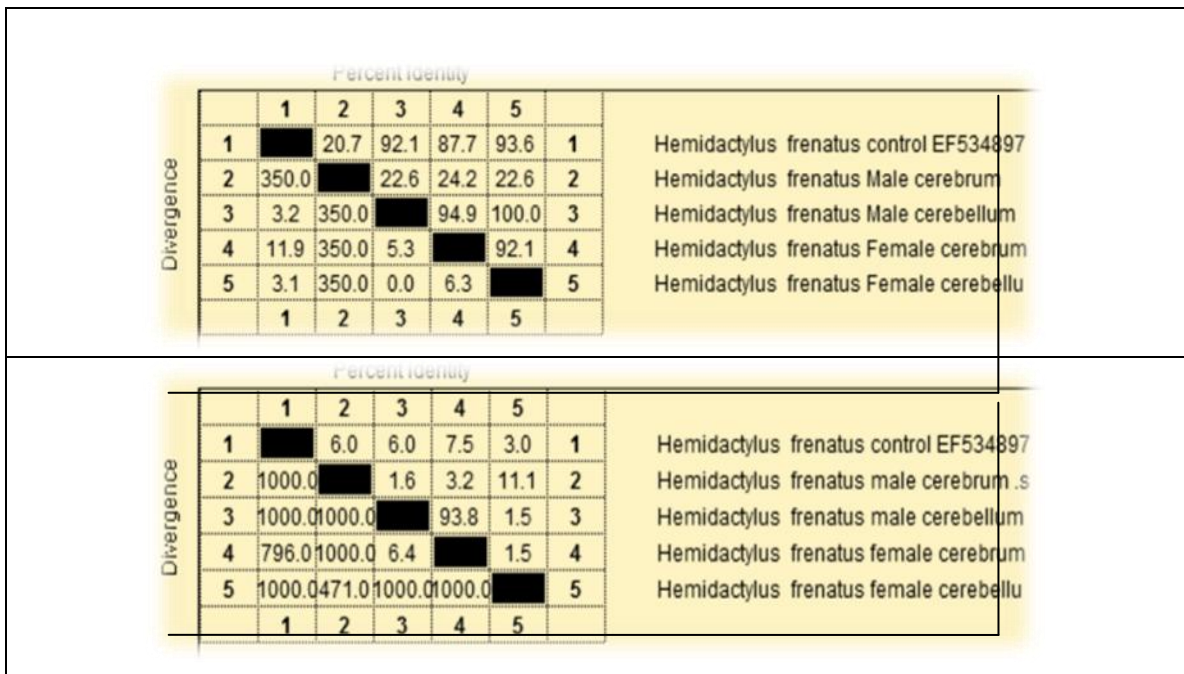 Percent Identity
1 2 3 4 5
1 20.7 92.1 87.7 93.6 1 Hemidactylus frenatus control EF534897
2 350.0 22.6 24.2 22.6 2 Hemidactylus frenatus Male cerebrum
3 3.2 350.0 94.9 100.0 3 Hemidactylus frenatus Male cerebellum
4 11.9 350.0 5.3 92.1 4 Hemidactylus frenatus Female cerebrum
5 3.1 350.0 0.0 6.3 5 Hemidactylus frenatus Female cerebellu
1 2 3 4 5
Divergence
Percent Identity
1 2 3 4 5
1 6.0 6.0 7.5 3.0 1 Hemidactylus frenatus control EF534897
2 1000.0 1.6 3.2 11.1 2 Hemidactylus frenatus male cerebrum .s
3 1000.0 1000.0 93.8 1.5 3 Hemidactylus frenatus male cerebellum
4 796.0 1000.0 6.4 1.5 4 Hemidactylus frenatus female cerebrum
5 1000.0 471.0 1000.0 1000.0 5 Hemidactylus frenatus female cerebellu
1 2 3 4 5
Divergence